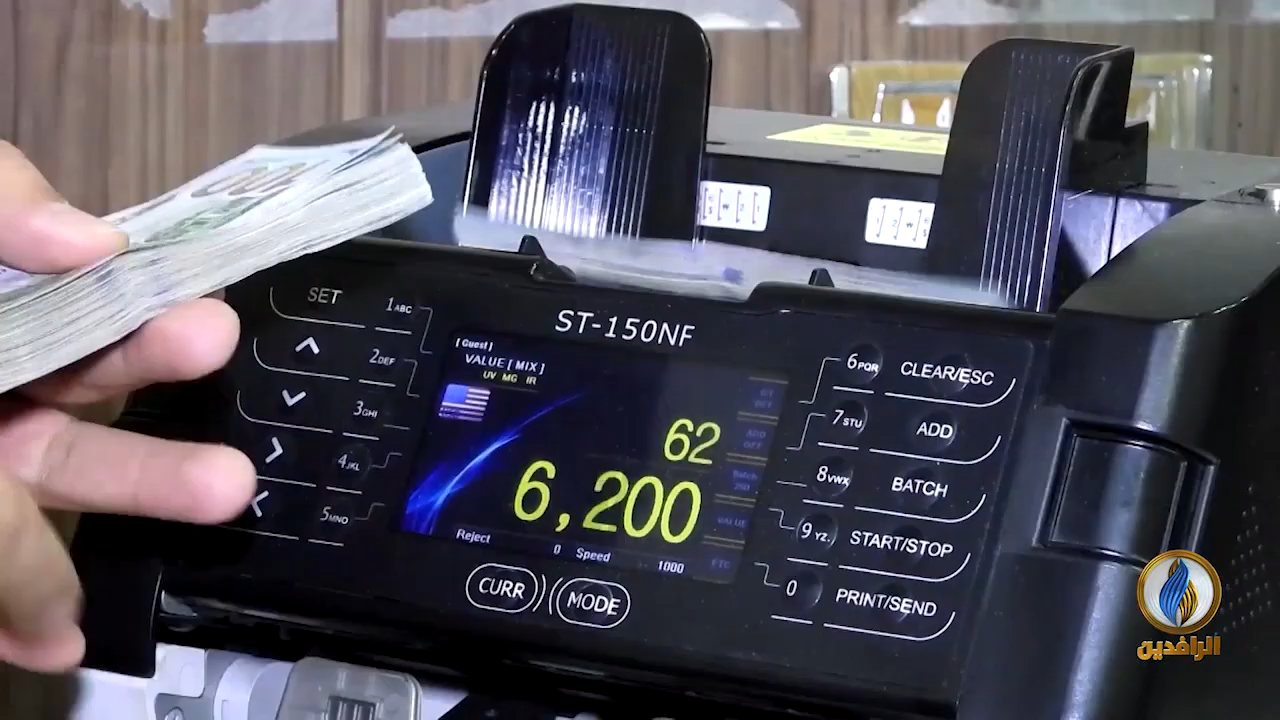 ST-150NF
SET
1ABC
2DEF
3GHI
4JKL
5MNO
[ Guest ]
VALUE [ MIX ]
UV MG IR
62
6,200
ADD
OFF
Batch
VALUE
Reject 0 Speed 1000
CURR
MODE
6PQR
CLEAR/ESC
7STU
ADD
8VWX
BATCH
9YZ.
START/STOP
0
PRINT/SEND
الرافدين